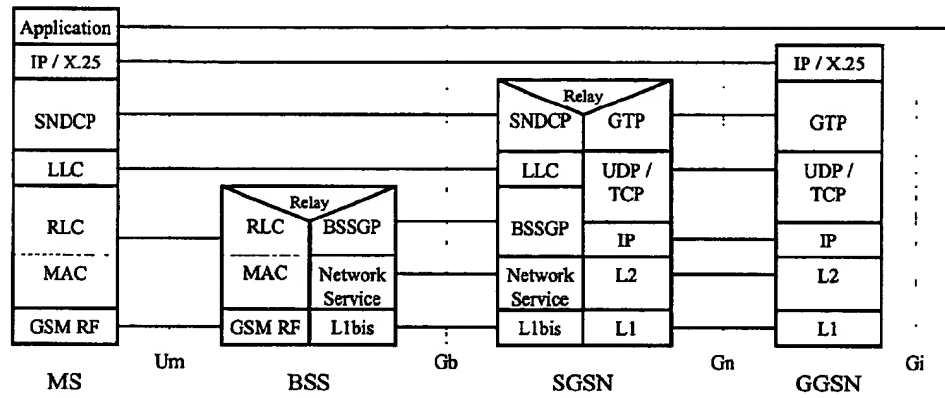 Application
IP / X.25
SNDCP
LLC
RLC
MAC
GSM RF
MS
Um
Relay
RLC
BSSGP
MAC
Network
Service
GSM RF
L1bis
BSS
Gb
Relay
SNDCP
GTP
LLC
UDP /
TCP
BSSGP
IP
Network
Service
L2
L1bis
L1
SGSN
Gn
IP / X.25
GTP
UDP /
TCP
IP
L2
L1
GGSN
Gi